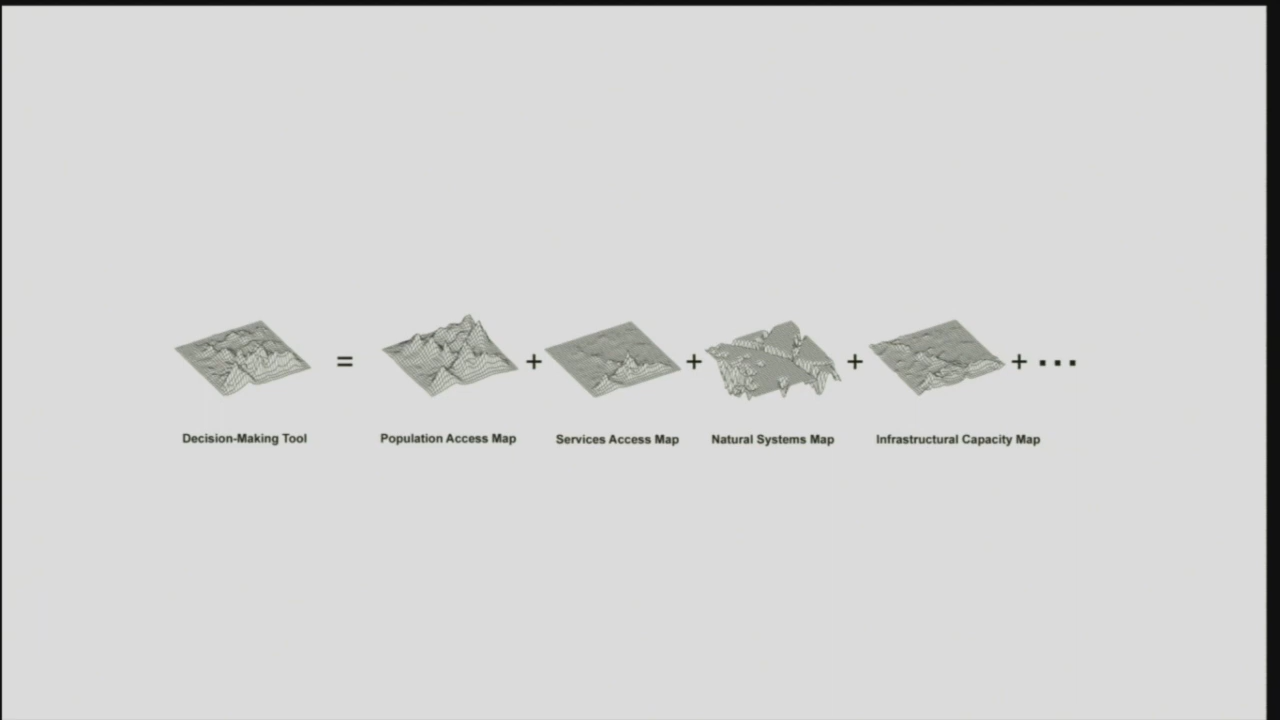 = + + + + ...
Decision-Making Tool Population Access Map Services Access Map Natural Systems Map Infrastructural Capacity Map